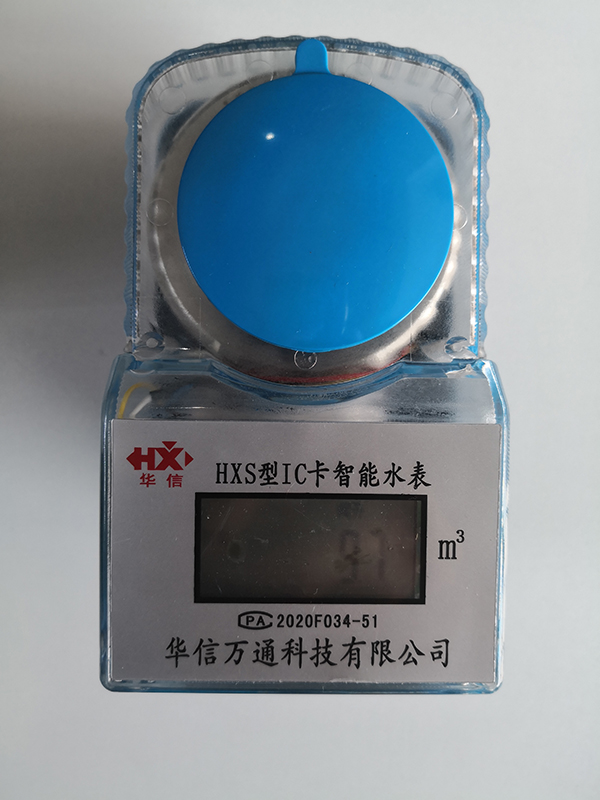 HX
华信
HXS型IC卡智能水表
m³
PA 2020F034-51
华信万通科技有限公司